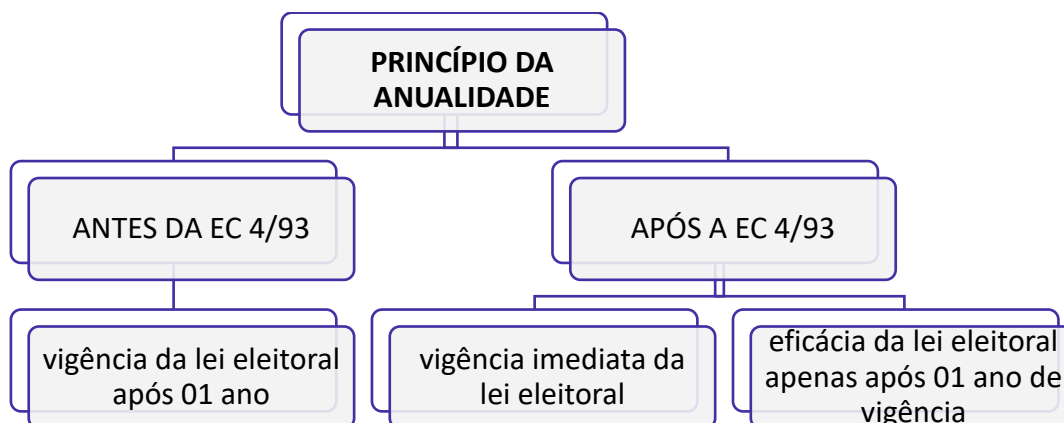 PRINCÍPIO DA
ANUALIDADE
ANTES DA EC 4/93
APÓS A EC 4/93
vigência da lei eleitoral
após 01 ano
vigência imediata da
lei eleitoral
eficácia da lei eleitoral
apenas após 01 ano de
vigência